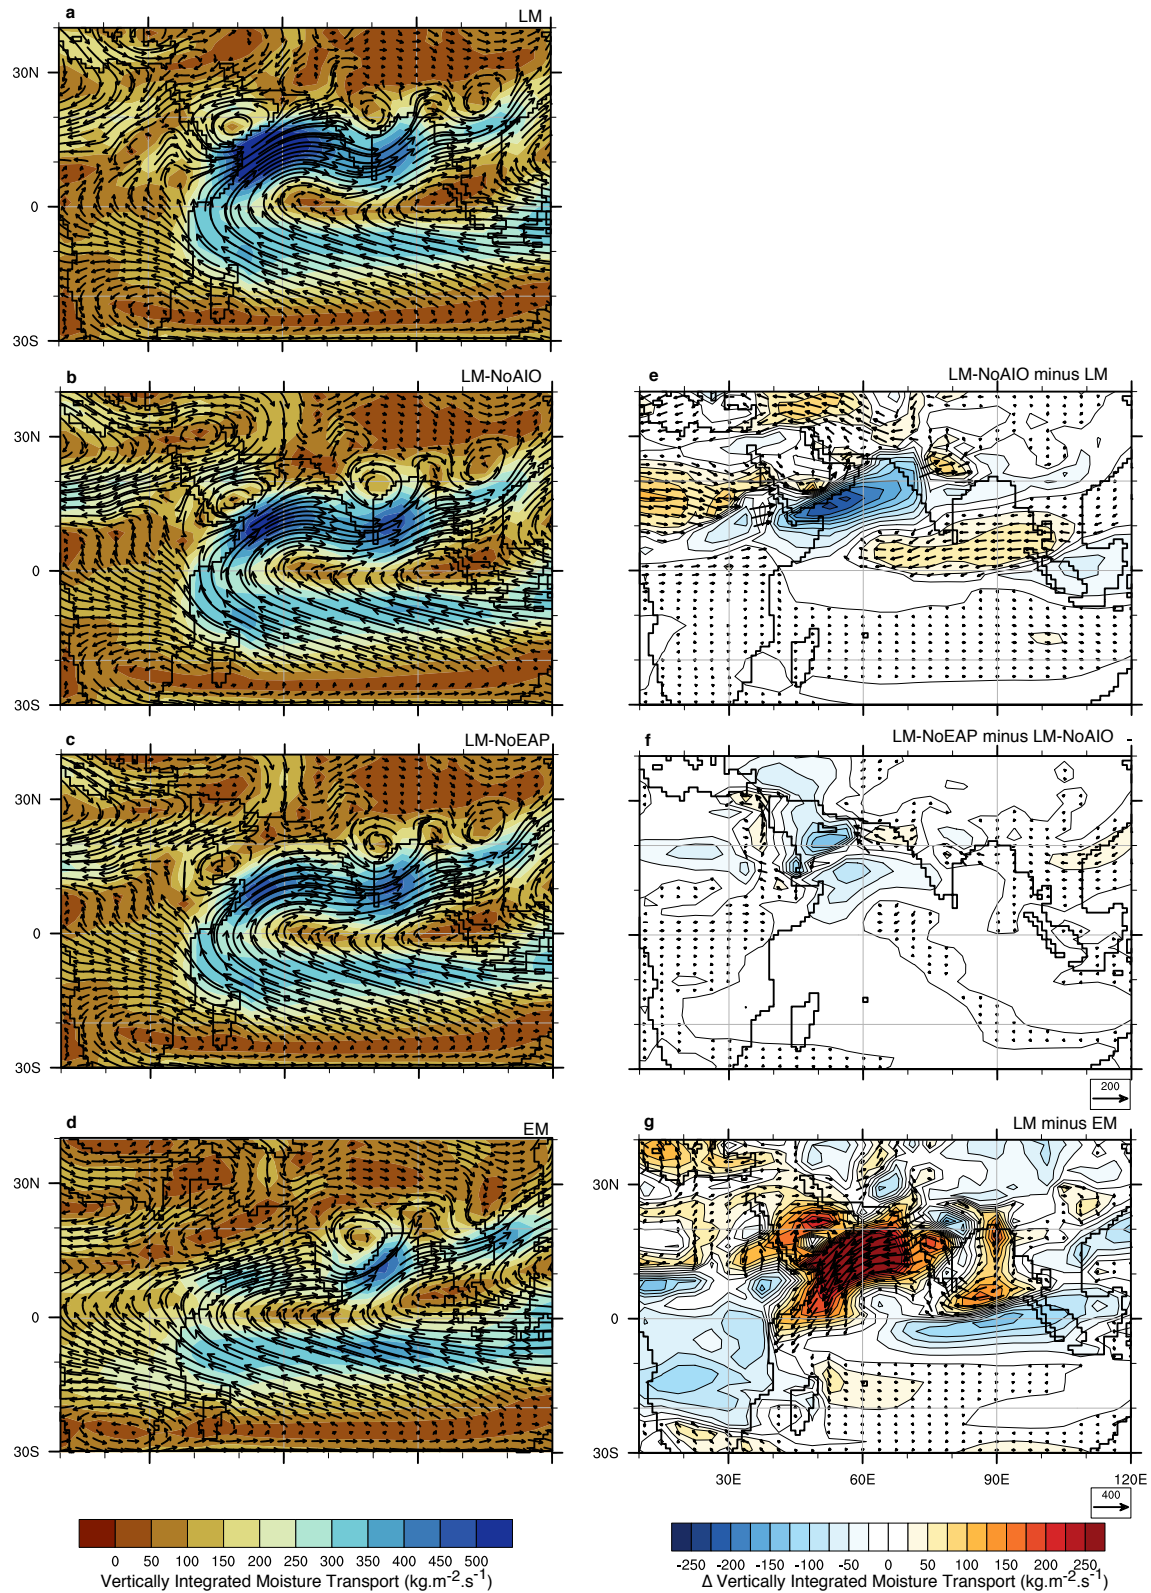 a LM
30N
0
30S
b LM-NoAIO
30N
0
30S
e LM-NoAIO minus LM
c LM-NoEAP
30N
0
30S
f LM-NoEAP minus LM-NoAIO -
200
d EM
30N
0
30S
g LM minus EM
30N
0
30S
30E 60E 90E 120E
400
0 50 100 150 200 250 300 350 400 450 500
Vertically Integrated Moisture Transport (kg.m-2.s-1)
-250 -200 -150 -100 -50 0 50 100 150 200 250
Δ Vertically Integrated Moisture Transport (kg.m-2.s-1)